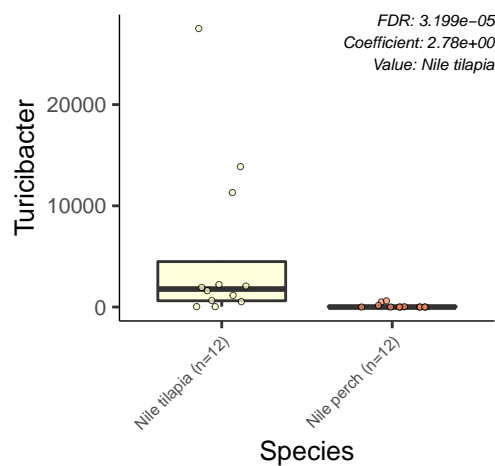 FDR: 3.199e−05
Coefficient: 2.78e+00
Value: Nile tilapia
Turicibacter
20000
10000
0
Nile tilapia (n=12)
Nile perch (n=12)
Species